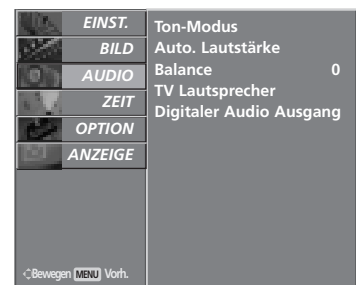 EINST.
BILD
AUDIO
ZEIT
OPTION
ANZEIGE
Bewegen MENU Vorh.
Ton-Modus
Auto. Lautstärke
Balance 0
TV Lautsprecher
Digitaler Audio Ausgang